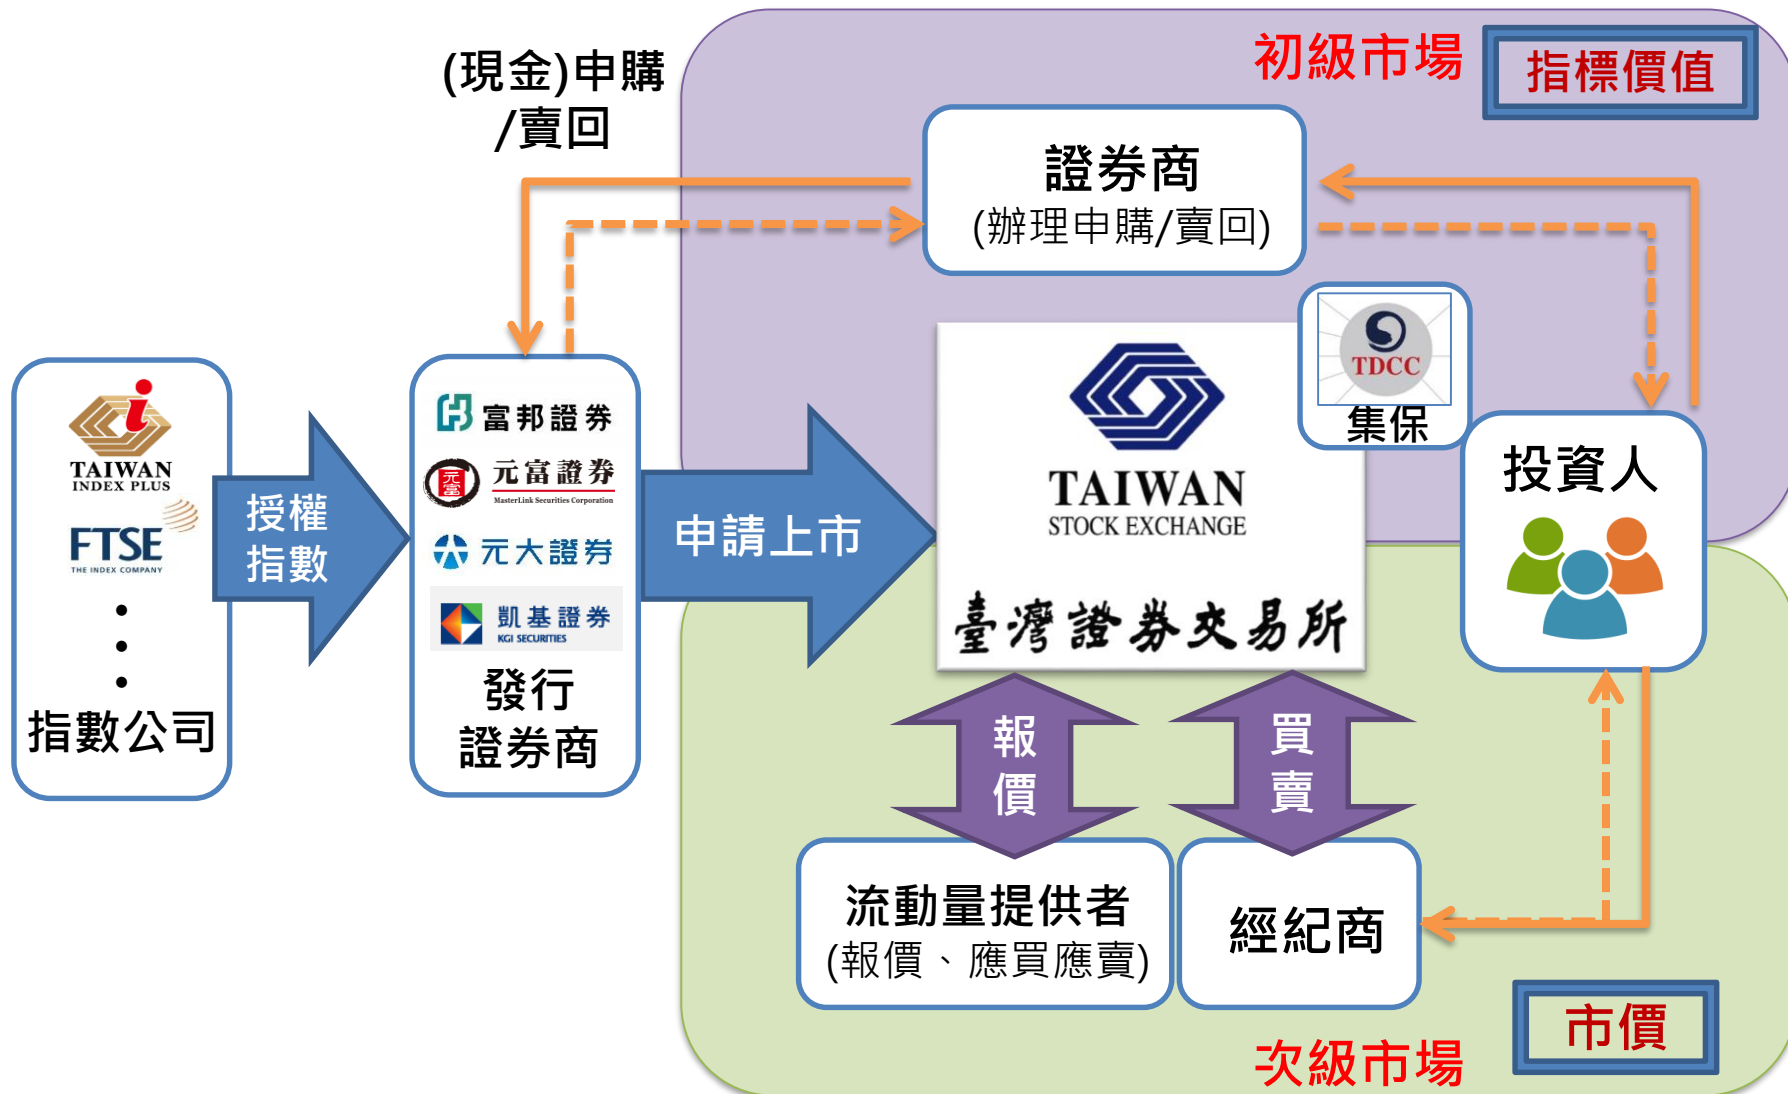 (現金)申購
/賣回
初級市場
指標價值
證券商
(辦理申購/賣回)
TDCC
集保
TAIWAN
INDEX PLUS
FTSE
THE INDEX COMPANY
指數公司
授權
指數
富邦證券
元富
元富證券
MasterLink Securities Corporation
元大證券
凱基證券
KGI SECURITIES
發行
證券商
申請上市
TAIWAN
STOCK EXCHANGE
臺灣證券交易所
投資人
報
價
買
賣
流動量提供者
(報價、應買應賣)
經紀商
次級市場
市價